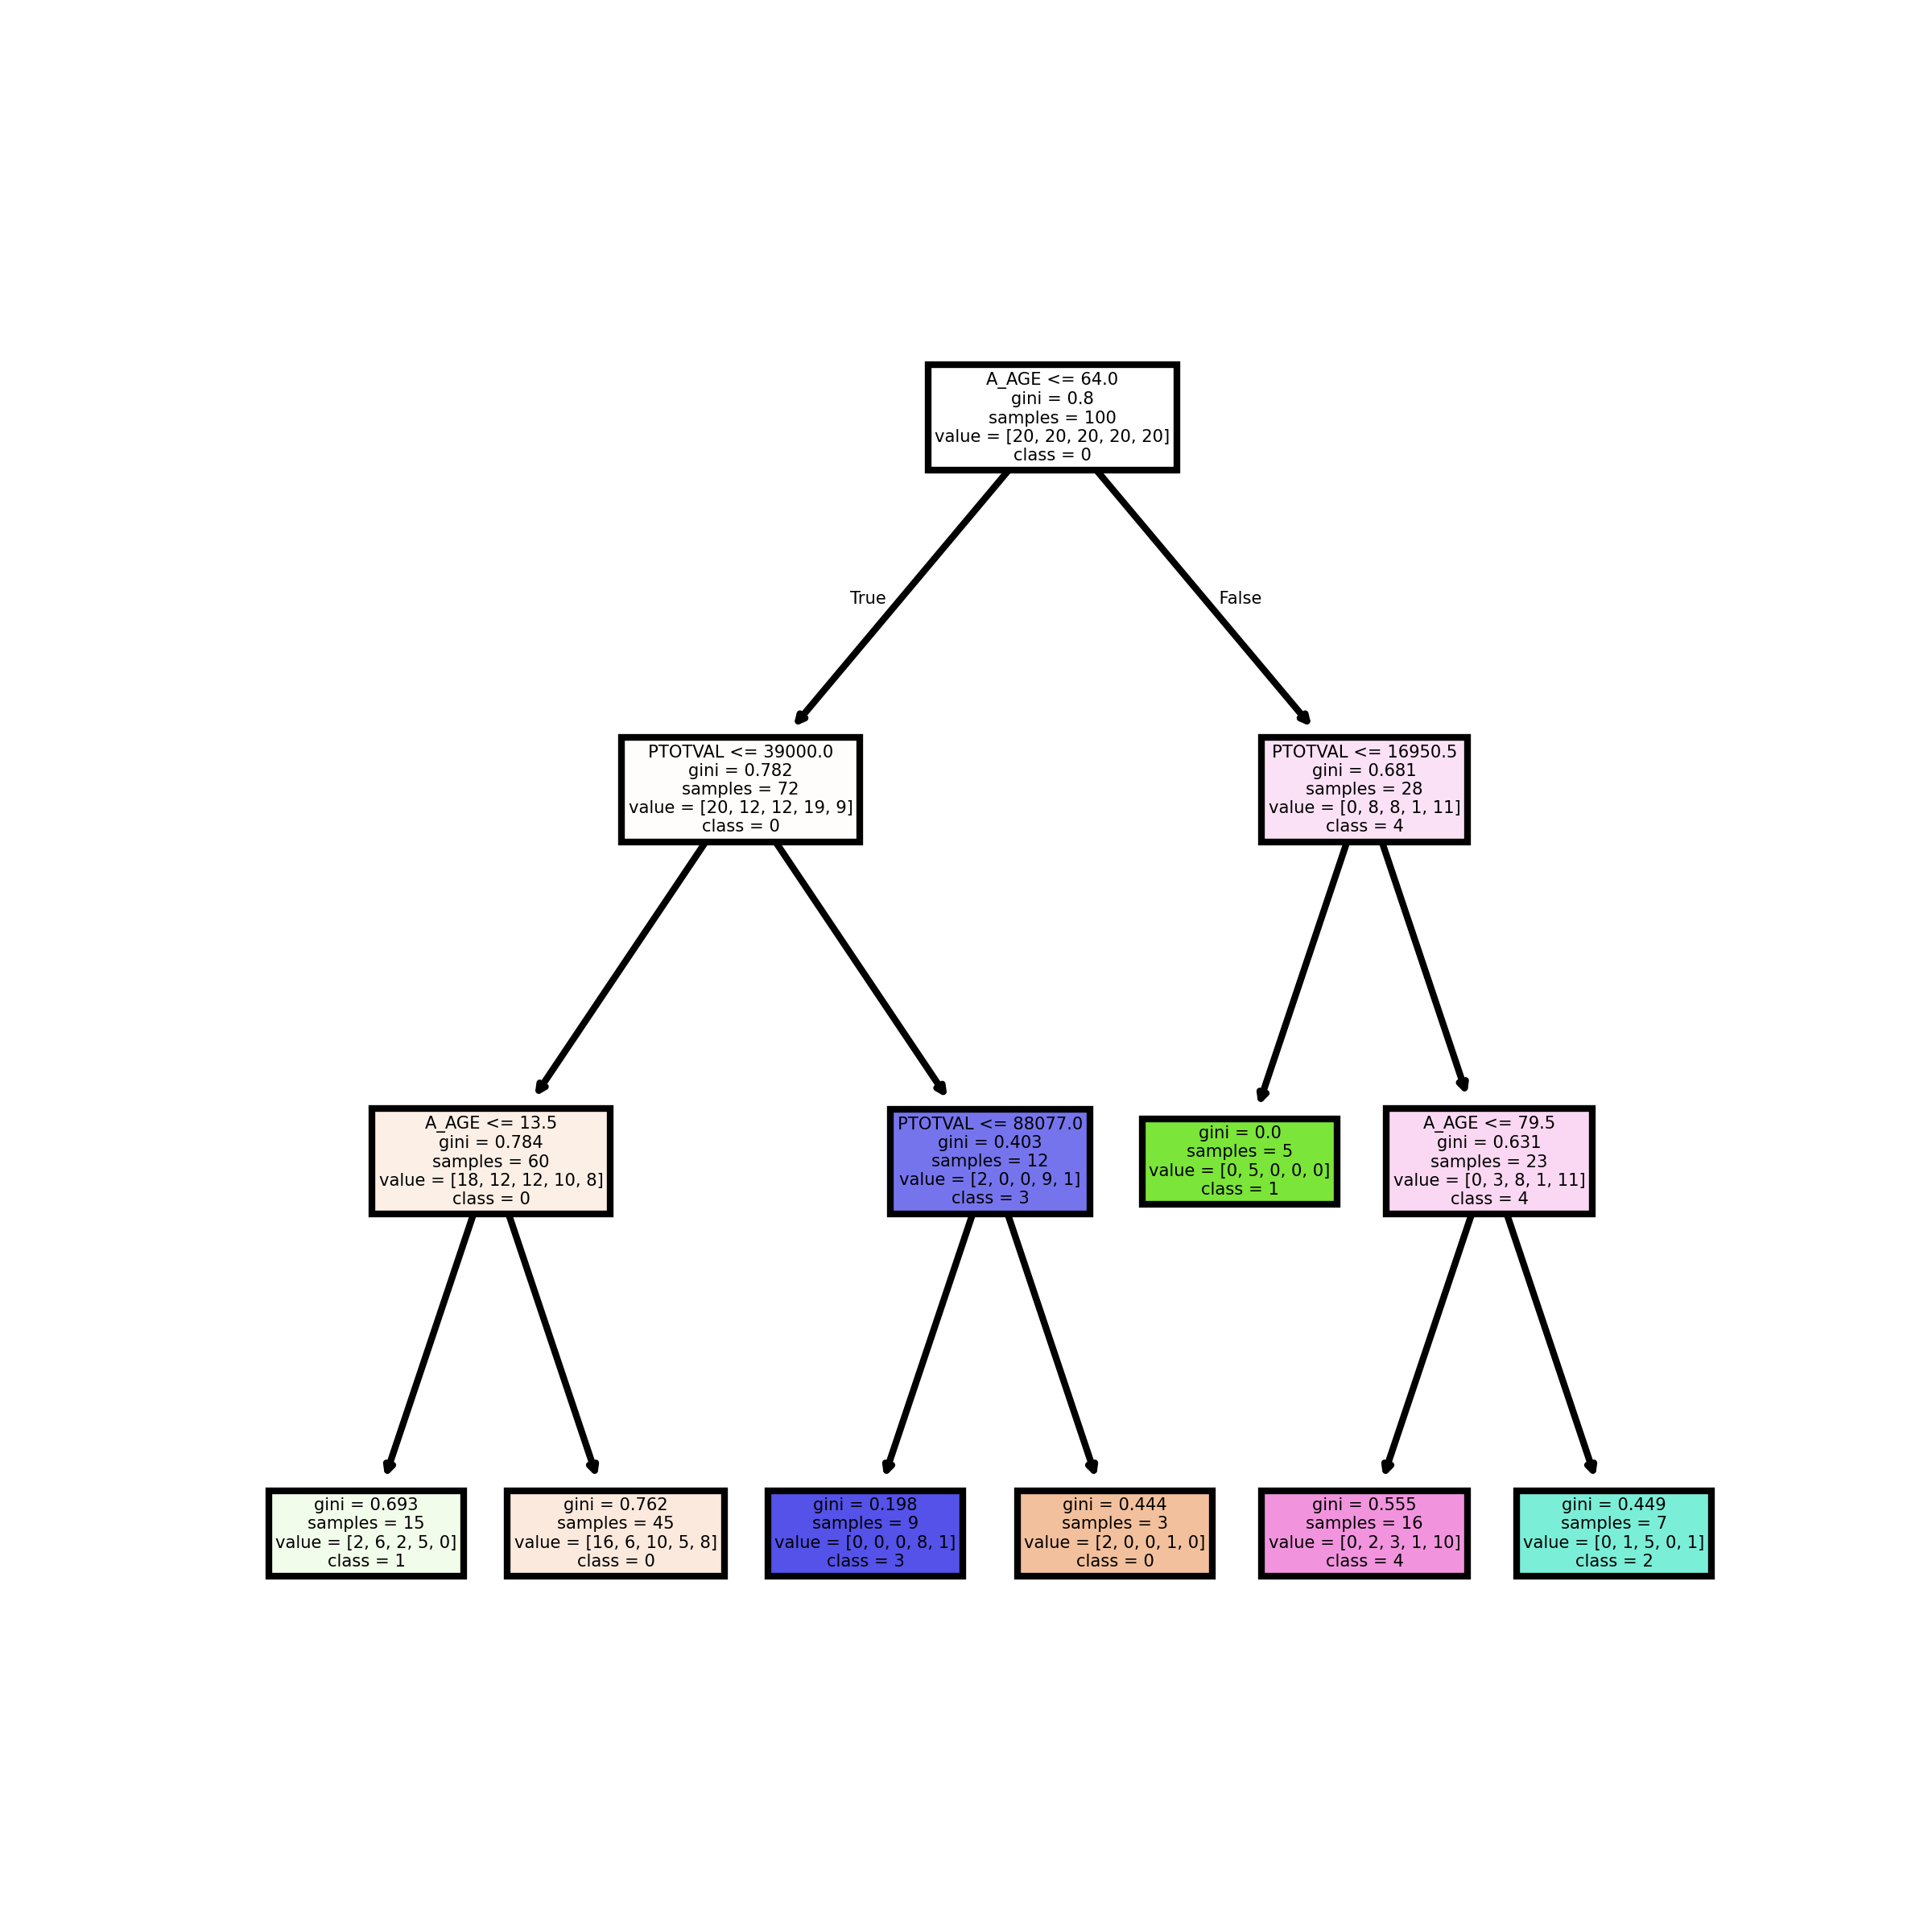 A_AGE <= 64.0
gini = 0.8
samples = 100
value = [20, 20, 20, 20, 20]
class = 0
True
False
PTOTVAL <= 39000.0
gini = 0.782
samples = 72
value = [20, 12, 12, 19, 9]
class = 0
PTOTVAL <= 16950.5
gini = 0.681
samples = 28
value = [0, 8, 8, 1, 11]
class = 4
A_AGE <= 13.5
gini = 0.784
samples = 60
value = [18, 12, 12, 10, 8]
class = 0
PTOTVAL <= 88077.0
gini = 0.403
samples = 12
value = [2, 0, 0, 9, 1]
class = 3
gini = 0.0
samples = 5
value = [0, 5, 0, 0, 0]
class = 1
A_AGE <= 79.5
gini = 0.631
samples = 23
value = [0, 3, 8, 1, 11]
class = 4
gini = 0.693
samples = 15
value = [2, 6, 2, 5, 0]
class = 1
gini = 0.762
samples = 45
value = [16, 6, 10, 5, 8]
class = 0
gini = 0.198
samples = 9
value = [0, 0, 0, 8, 1]
class = 3
gini = 0.444
samples = 3
value = [2, 0, 0, 1, 0]
class = 0
gini = 0.555
samples = 16
value = [0, 2, 3, 1, 10]
class = 4
gini = 0.449
samples = 7
value = [0, 1, 5, 0, 1]
class = 2